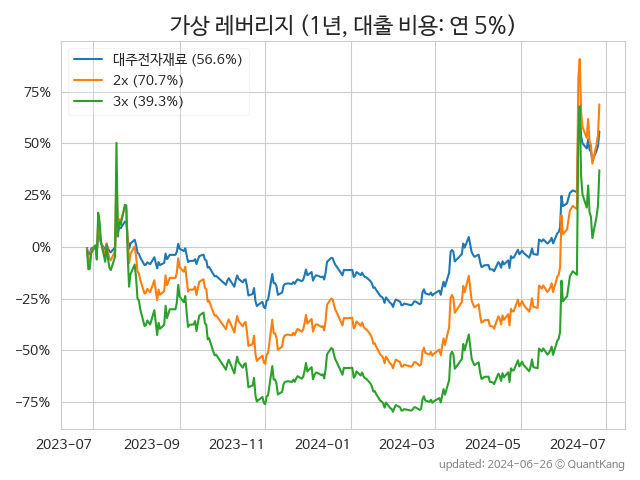 가상 레버리지 (1년, 대출 비용: 연 5%)
대주전자재료 (56.6%)
2x (70.7%)
3x (39.3%)
75%
50%
25%
0%
−25%
−50%
−75%
2023-07 2023-09 2023-11 2024-01 2024-03 2024-05 2024-07
updated: 2024-06-26 © QuantKang